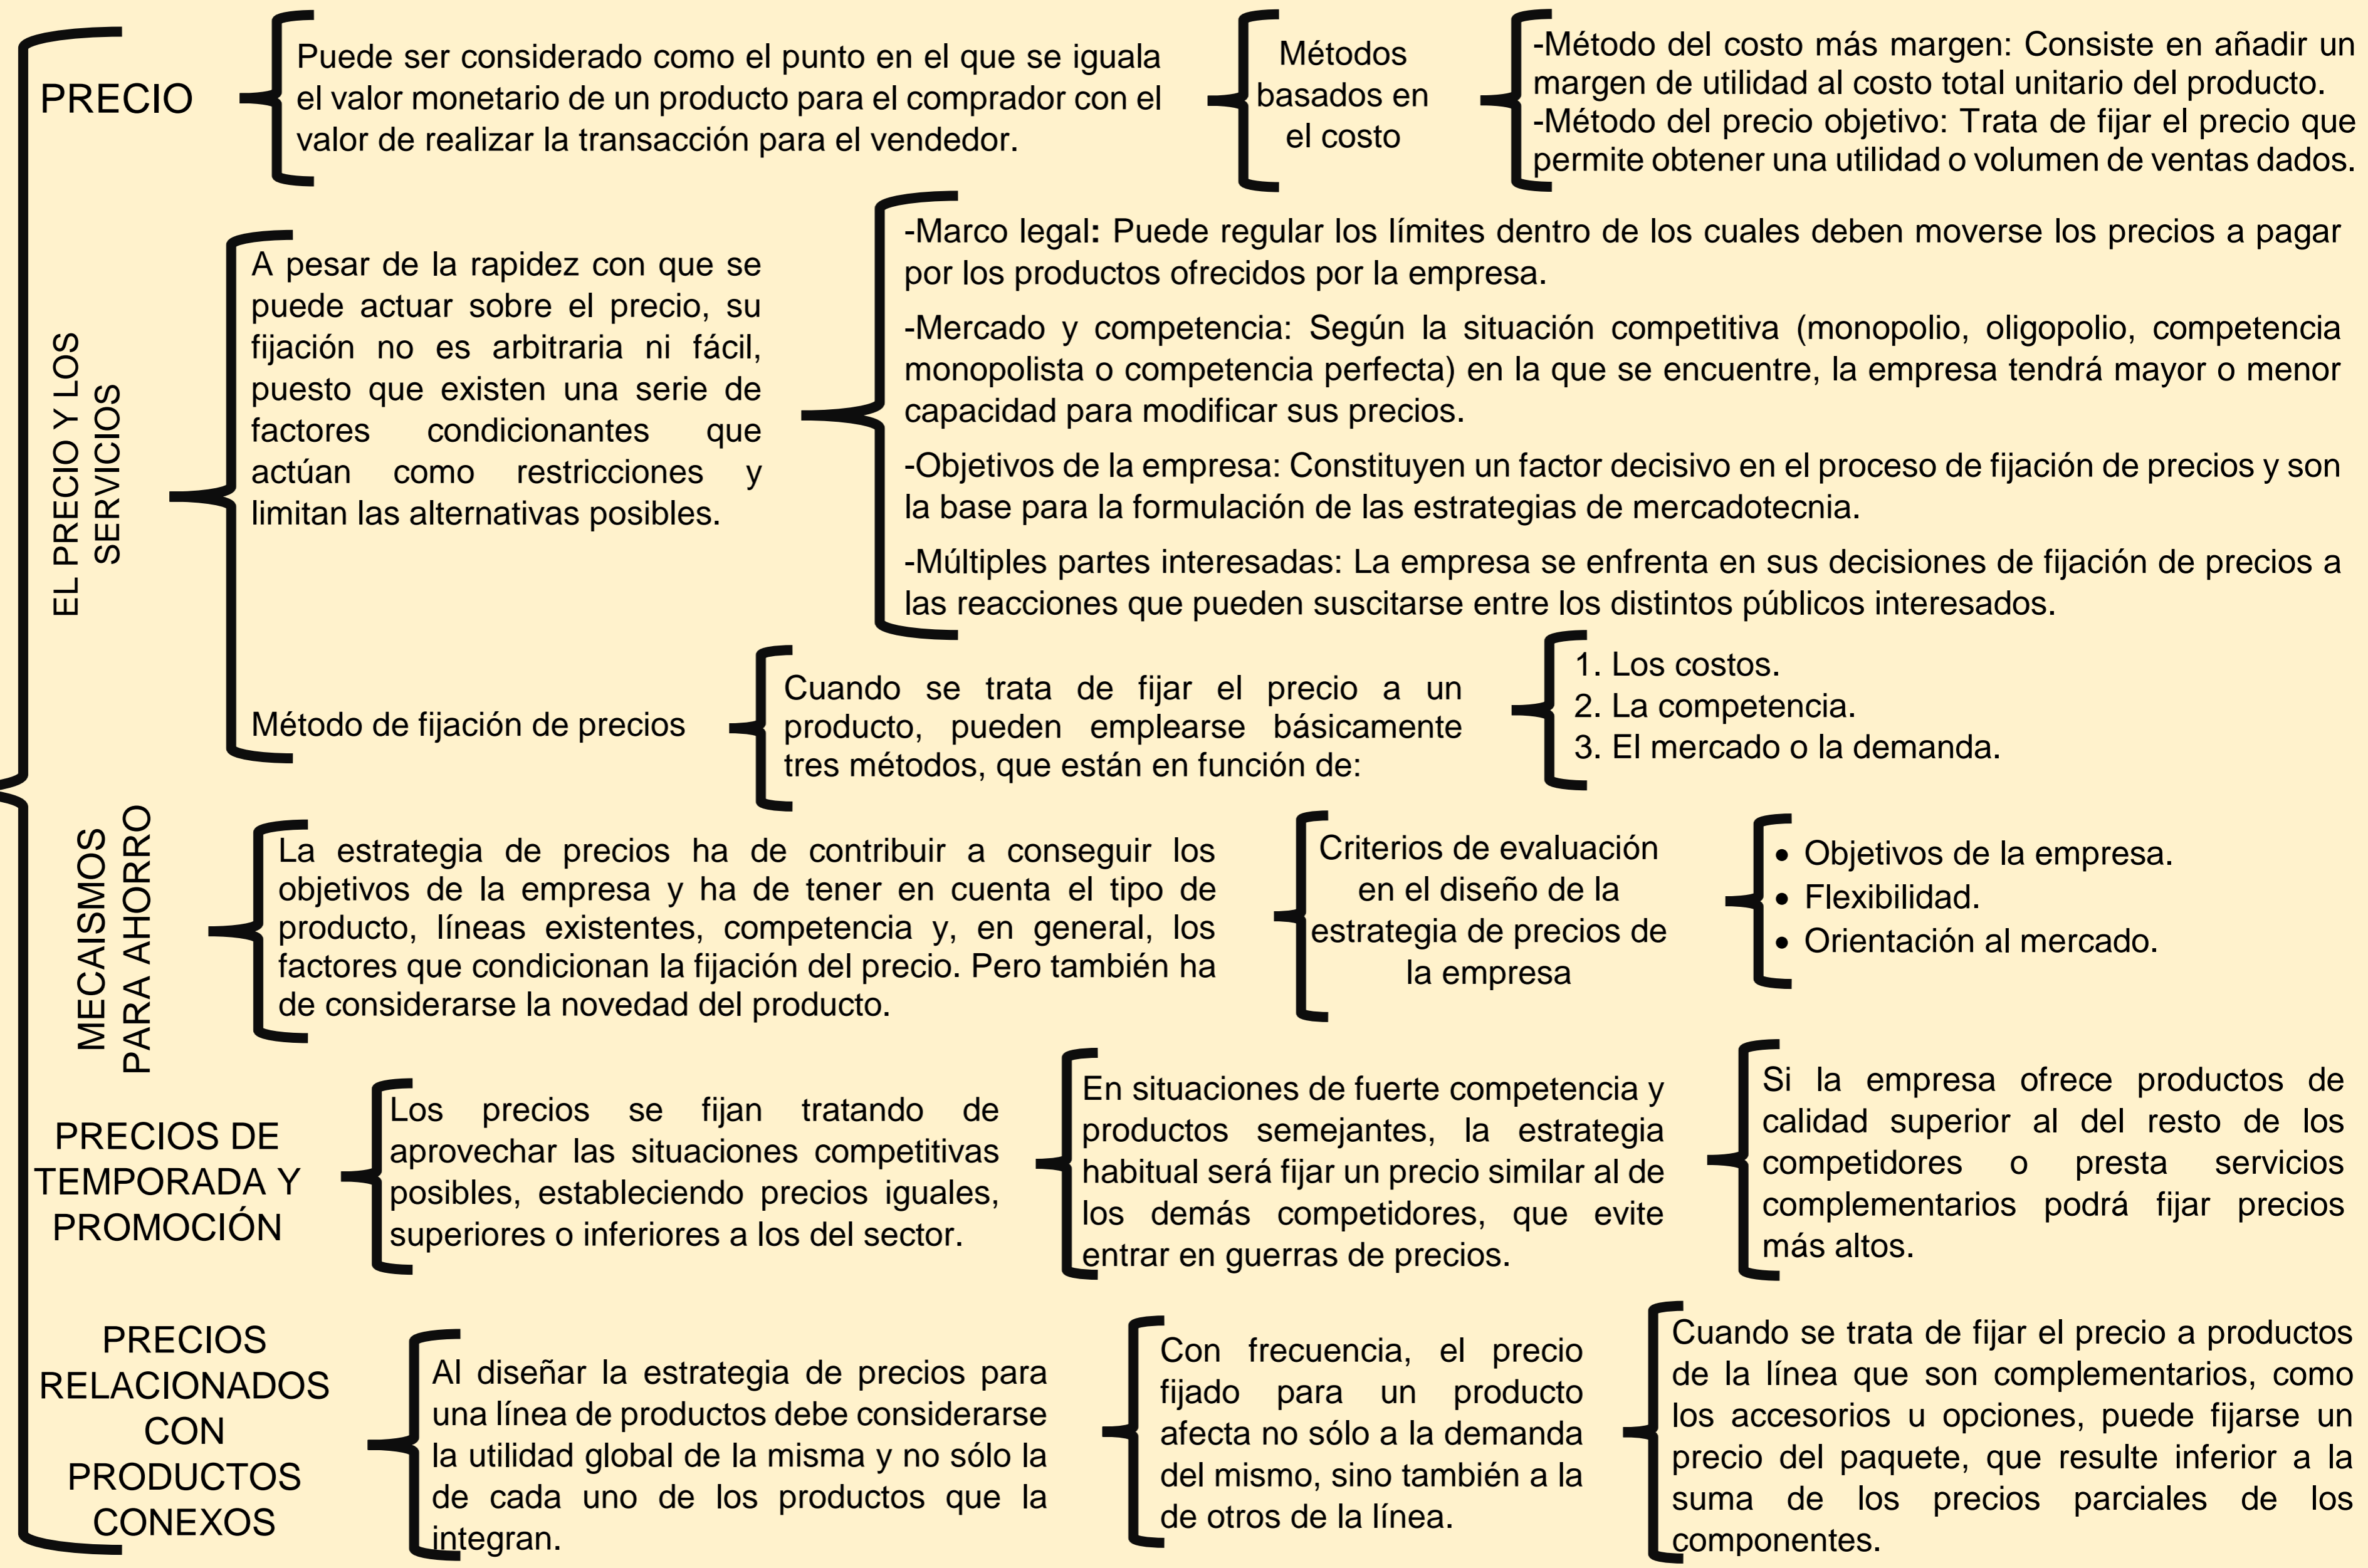 PRECIO
Puede ser considerado como el punto en el que se iguala
el valor monetario de un producto para el comprador con el
valor de realizar la transacción para el vendedor.
Métodos
basados en
el costo
-Método del costo más margen: Consiste en añadir un
margen de utilidad al costo total unitario del producto.
-Método del precio objetivo: Trata de fijar el precio que
permite obtener una utilidad o volumen de ventas dados.
EL PRECIO Y LOS
SERVICIOS
A pesar de la rapidez con que se
puede actuar sobre el precio, su
fijación no es arbitraria ni fácil,
puesto que existen una serie de
factores condicionantes que
actúan como restricciones y
limitan las alternativas posibles.
-Marco legal: Puede regular los límites dentro de los cuales deben moverse los precios a pagar
por los productos ofrecidos por la empresa.
-Mercado y competencia: Según la situación competitiva (monopolio, oligopolio, competencia
monopolista o competencia perfecta) en la que se encuentre, la empresa tendrá mayor o menor
capacidad para modificar sus precios.
-Objetivos de la empresa: Constituyen un factor decisivo en el proceso de fijación de precios y son
la base para la formulación de las estrategias de mercadotecnia.
-Múltiples partes interesadas: La empresa se enfrenta en sus decisiones de fijación de precios a
las reacciones que pueden suscitarse entre los distintos públicos interesados.
Método de fijación de precios
Cuando se trata de fijar el precio a un
producto, pueden emplearse básicamente
tres métodos, que están en función de:
1. Los costos.
2. La competencia.
3. El mercado o la demanda.
MECAISMOS
PARA AHORRO
La estrategia de precios ha de contribuir a conseguir los
objetivos de la empresa y ha de tener en cuenta el tipo de
producto, líneas existentes, competencia y, en general, los
factores que condicionan la fijación del precio. Pero también ha
de considerarse la novedad del producto.
Criterios de evaluación
en el diseño de la
estrategia de precios de
la empresa
• Objetivos de la empresa.
• Flexibilidad.
• Orientación al mercado.
PRECIOS DE
TEMPORADA Y
PROMOCIÓN
Los precios se fijan tratando de
aprovechar las situaciones competitivas
posibles, estableciendo precios iguales,
superiores o inferiores a los del sector.
En situaciones de fuerte competencia y
productos semejantes, la estrategia
habitual será fijar un precio similar al de
los demás competidores, que evite
entrar en guerras de precios.
Si la empresa ofrece productos de
calidad superior al del resto de los
competidores o presta servicios
complementarios podrá fijar precios
más altos.
PRECIOS
RELACIONADOS
CON
PRODUCTOS
CONEXOS
Al diseñar la estrategia de precios para
una línea de productos debe considerarse
la utilidad global de la misma y no sólo la
de cada uno de los productos que la
integran.
Con frecuencia, el precio
fijado para un producto
afecta no sólo a la demanda
del mismo, sino también a la
de otros de la línea.
Cuando se trata de fijar el precio a productos
de la línea que son complementarios, como
los accesorios u opciones, puede fijarse un
precio del paquete, que resulte inferior a la
suma de los precios parciales de los
componentes.